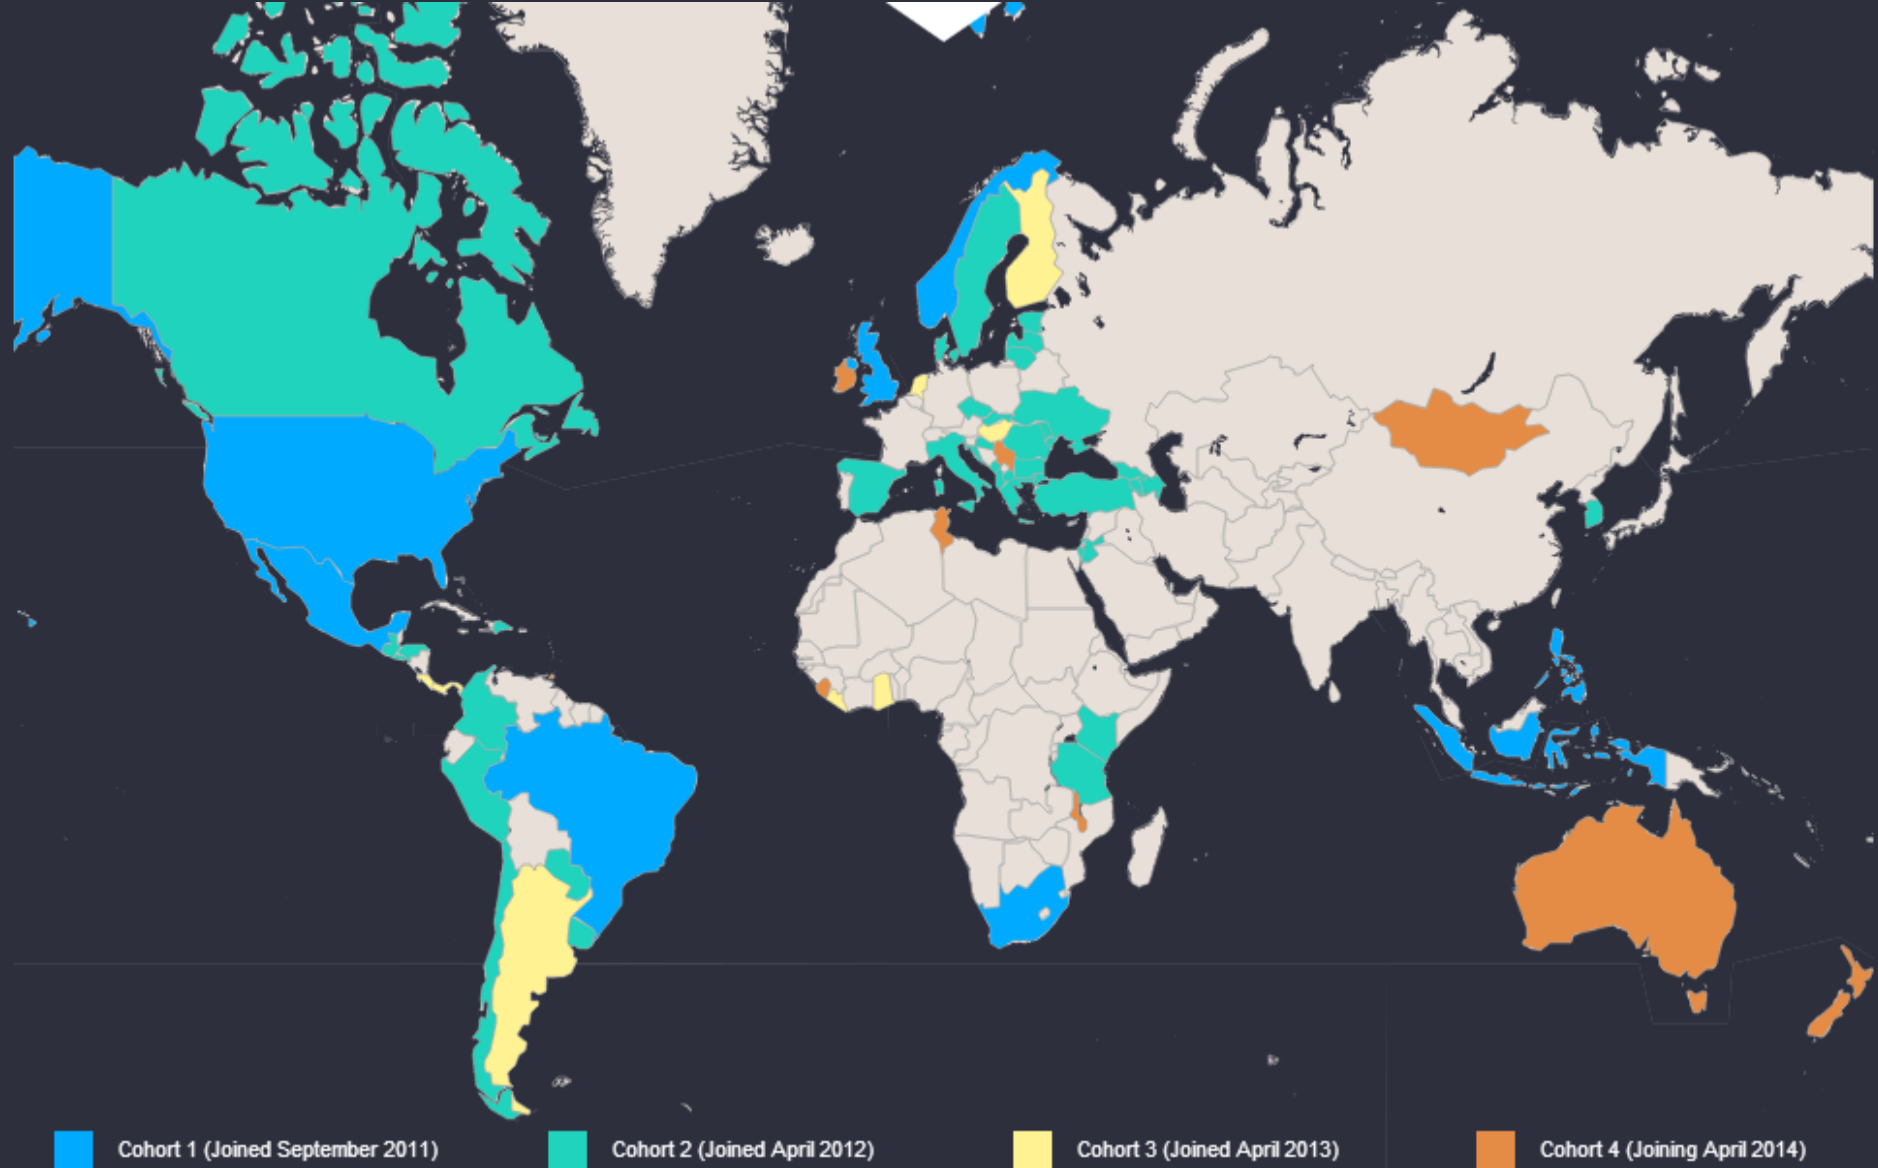 Cohort 1 (Joined September 2011)
Cohort 2 (Joined April 2012)
Cohort 3 (Joined April 2013)
Cohort 4 (Joining April 2014)